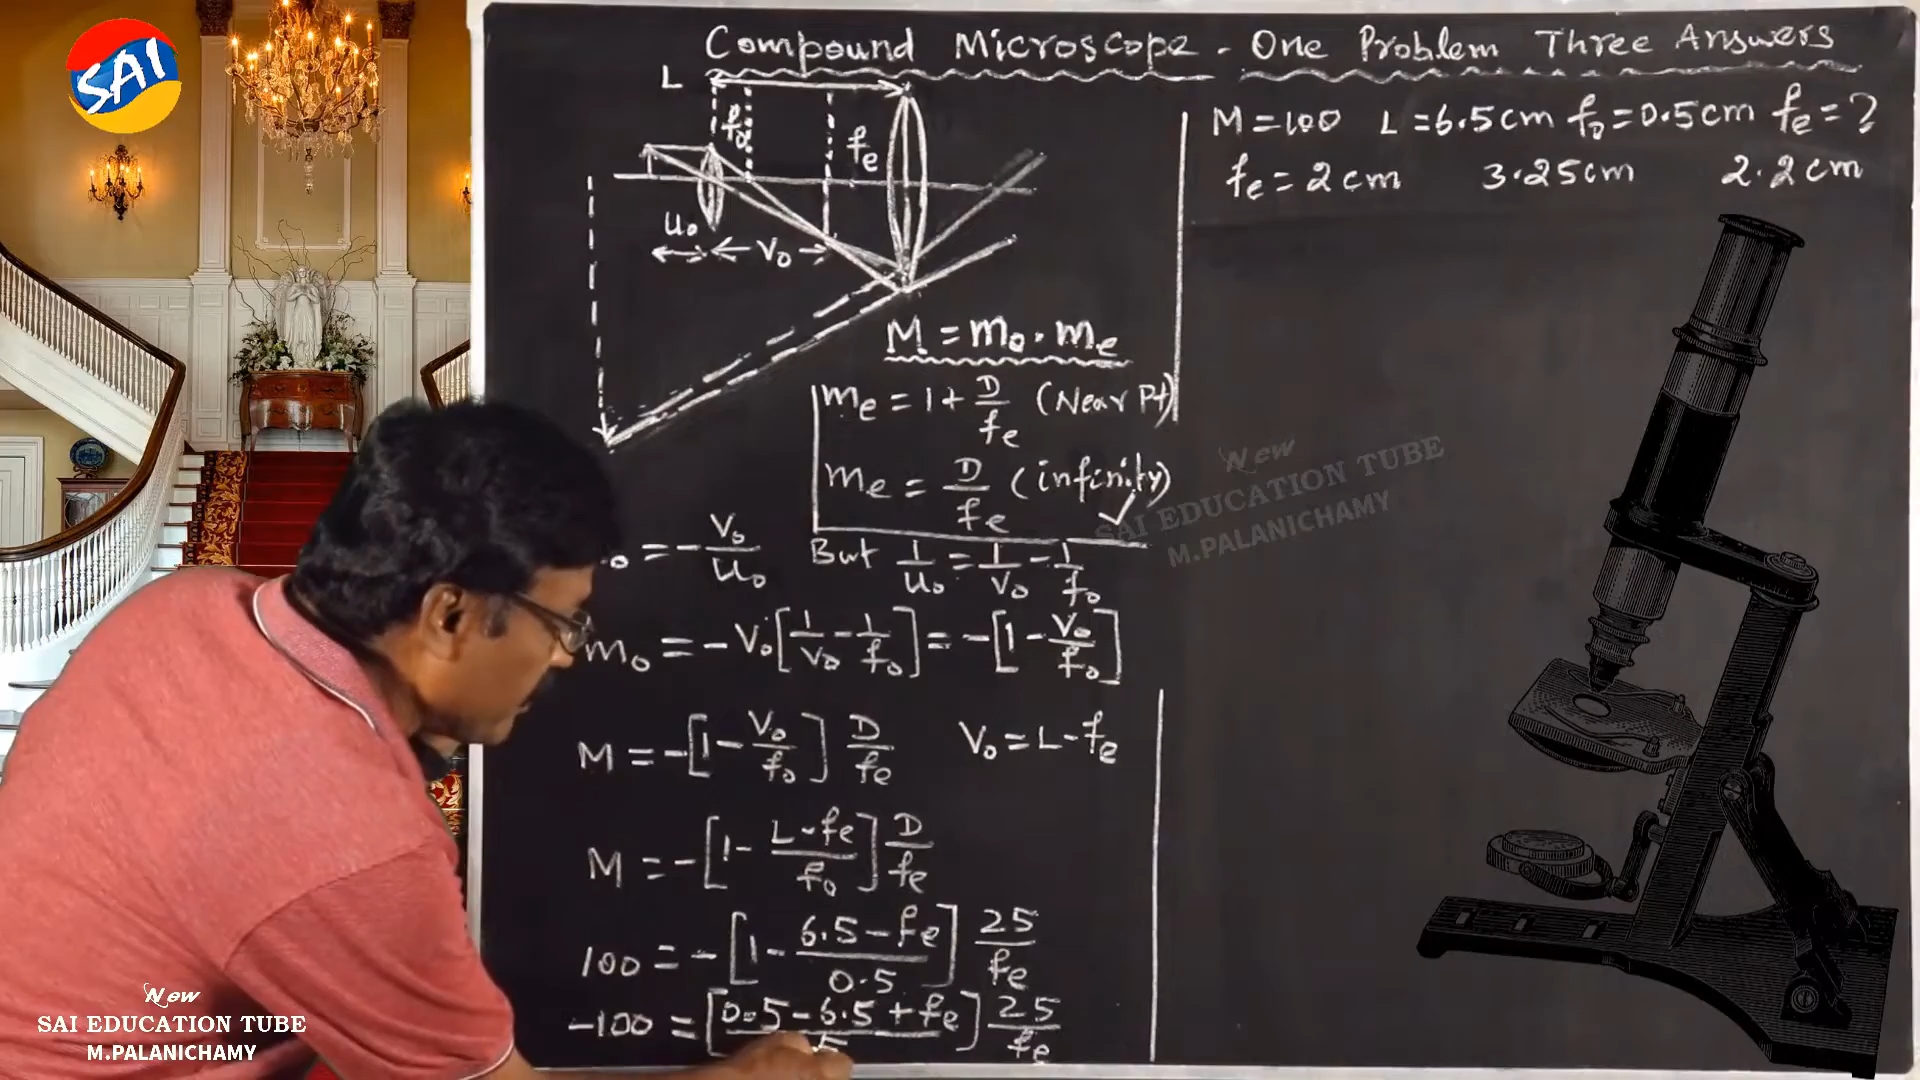 SAI
Compound Microscope - One Problem Three Answers
L
fo
fe
uo
vo
M = mo . me
me = 1 + D/fe (Near Pt)
me = D/fe (infinity) ✓
o = - vo/uo But 1/uo = 1/vo - 1/fo
mo = - vo [1/vo - 1/fo] = - [1 - vo/fo]
M = - [1 - vo/fo] D/fe vo = L - fe
M = - [1 - (L - fe)/fo] D/fe
100 = - [1 - (6.5 - fe)/0.5] 25/fe
-100 = [0.5 - 6.5 + fe/5] 25/fe
M = 100 L = 6.5cm fo = 0.5cm fe = ?
fe = 2cm 3.25cm 2.2cm
New
SAI EDUCATION TUBE
M.PALANICHAMY
New
SAI EDUCATION TUBE
M.PALANICHAMY